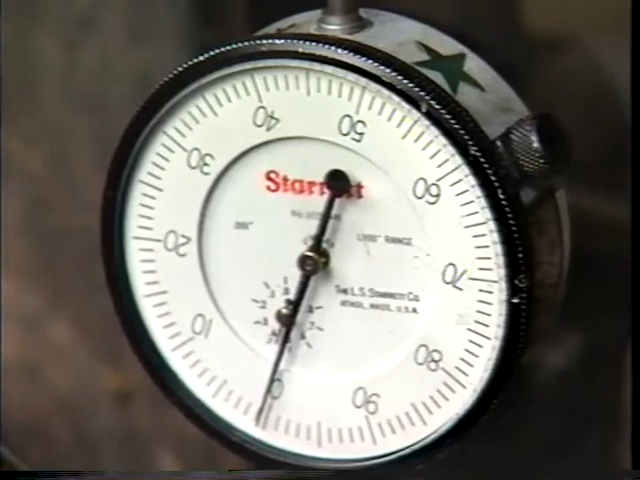 40
50
30
60
Starrett
.001"
1.000" RANGE
20
70
THE L.S. STARRETT CO.
ATHOL, MASS. U.S.A.
10
80
0
90